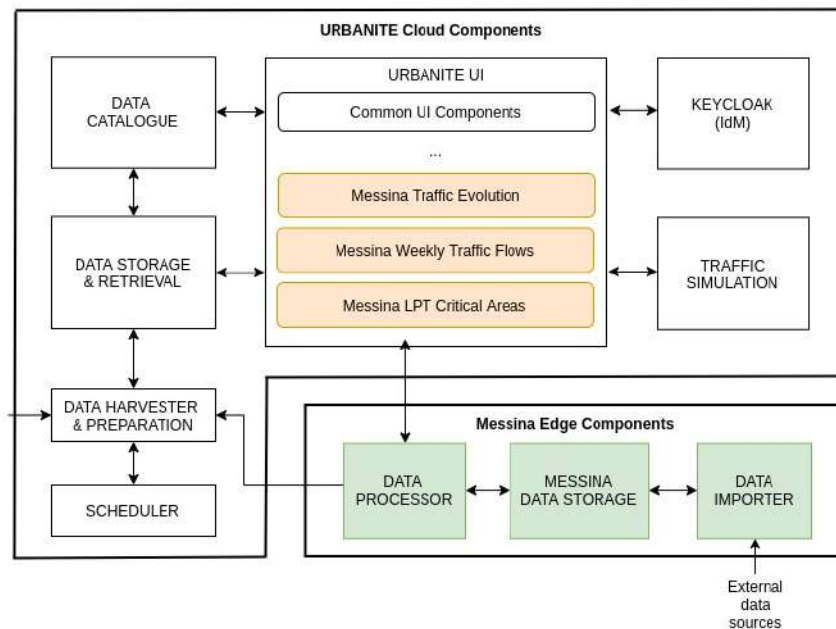 URBANITE Cloud Components
DATA
CATALOGUE
URBANITE UI
Common UI Components
...
Messina Traffic Evolution
Messina Weekly Traffic Flows
Messina LPT Critical Areas
KEYCLOAK
(IdM)
DATA STORAGE
& RETRIEVAL
TRAFFIC
SIMULATION
DATA HARVESTER
& PREPARATION
SCHEDULER
Messina Edge Components
DATA
PROCESSOR
MESSINA
DATA STORAGE
DATA
IMPORTER
External
data
sources